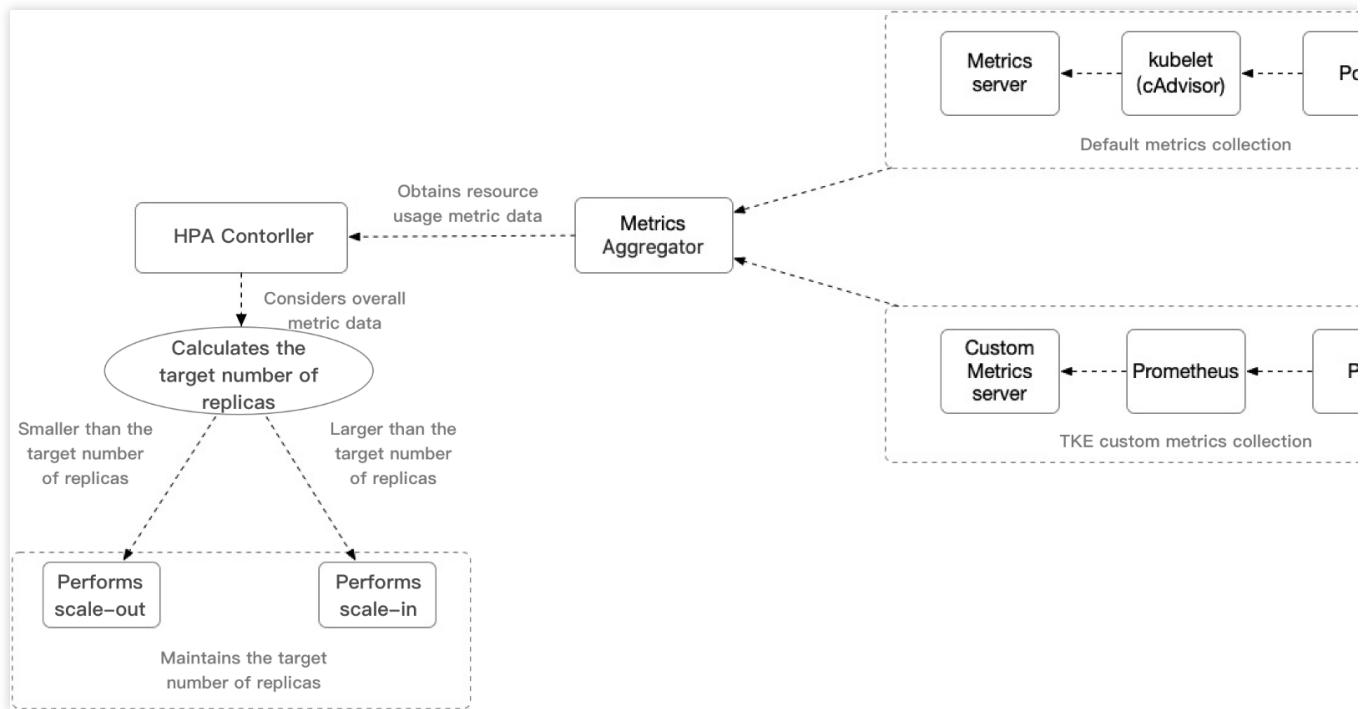 Metrics
server
kubelet
(cAdvisor)
Default metrics collection
Obtains resource
usage metric data
HPA Contorller
Metrics
Aggregator
Considers overall
metric data
Calculates the
target number of
replicas
Custom
Metrics
server
Prometheus
TKE custom metrics collection
Smaller than the
target number
of replicas
Larger than the
target number
of replicas
Performs
scale-out
Performs
scale-in
Maintains the target
number of replicas